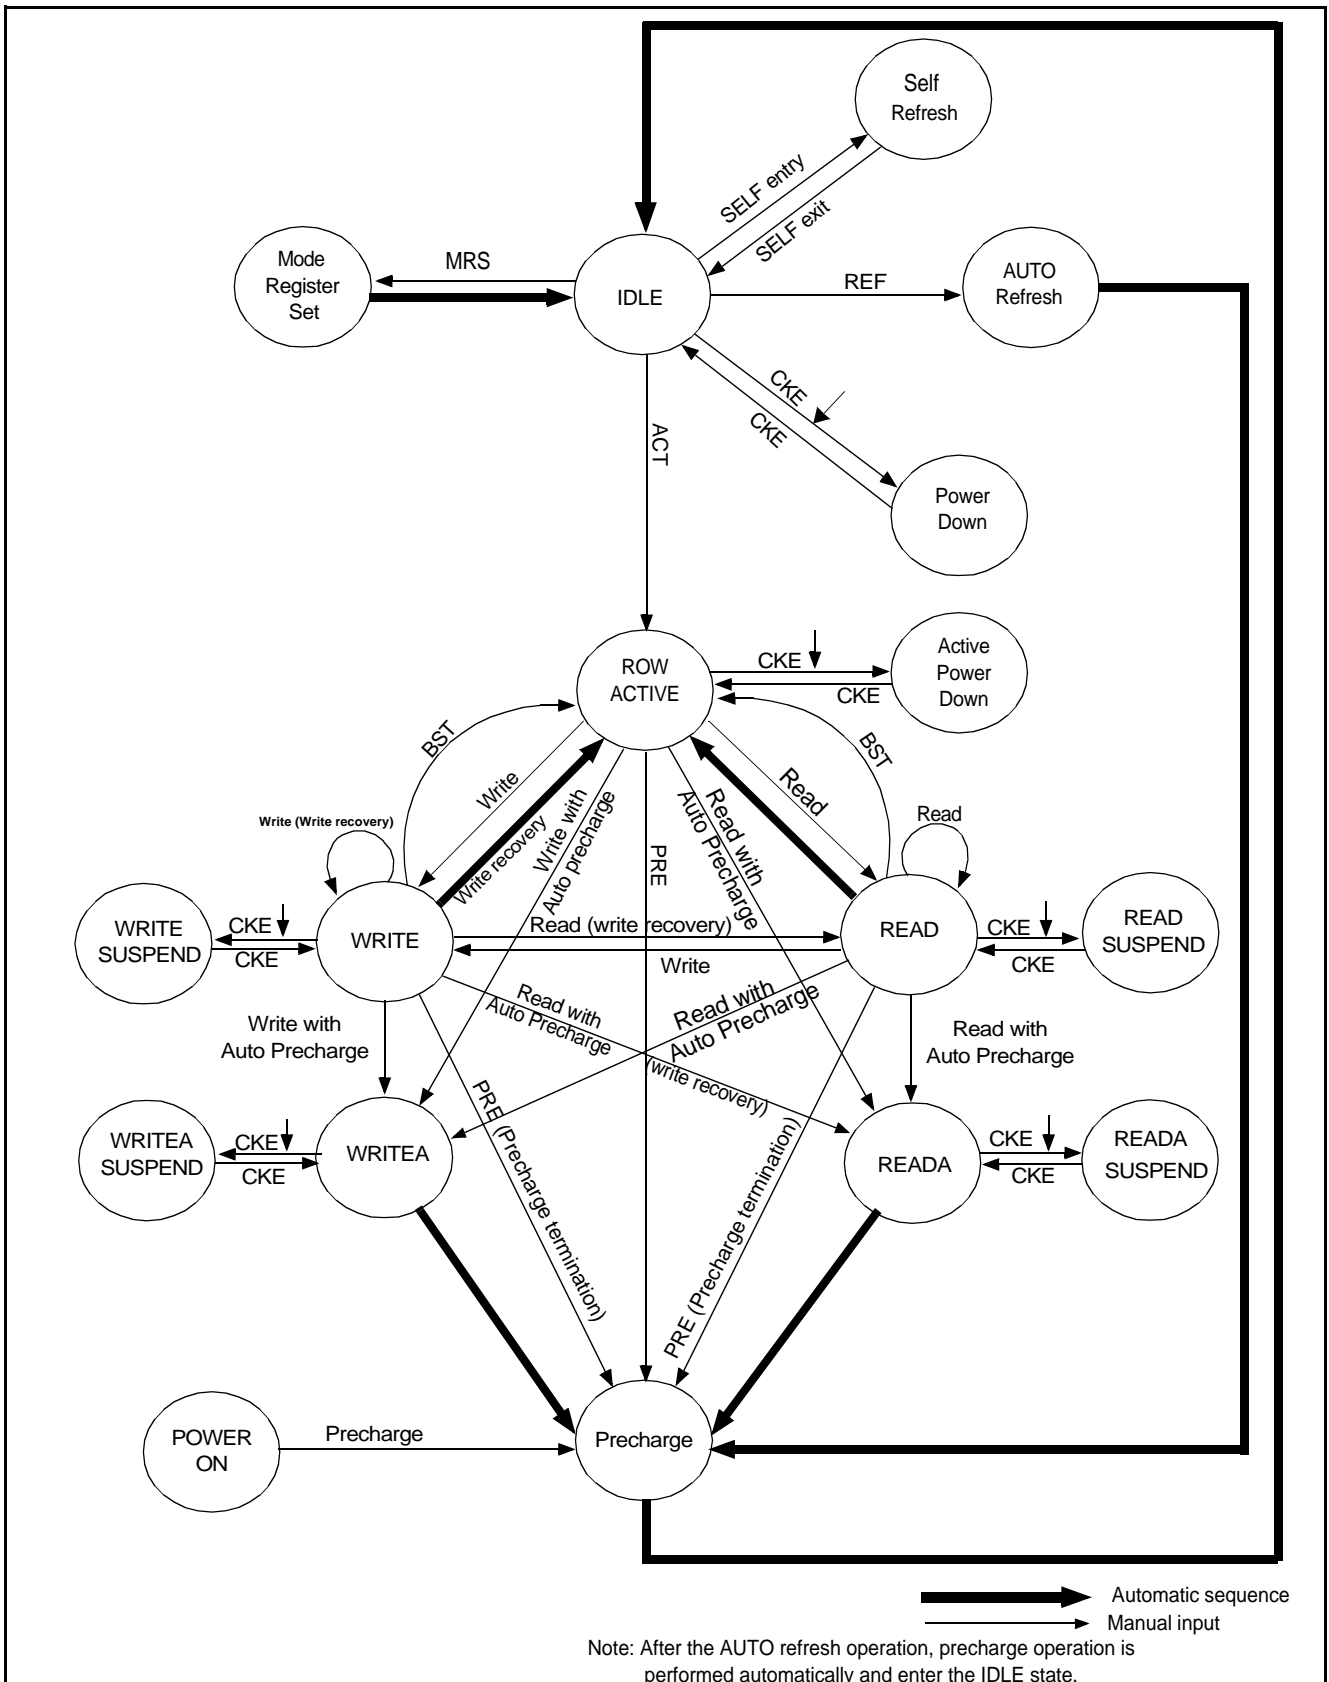 Self
Refresh
SELF entry
SELF exit
Mode
Register
Set
MRS
IDLE
REF
AUTO
Refresh
CKE
CKE
ACT
Power
Down
ROW
ACTIVE
CKE
CKE
Active
Power
Down
BST
BST
Write
Write recovery
Write with
Auto precharge
PRE
Read with
Auto Precharge
Read
Write (Write recovery)
Read
WRITE
SUSPEND
CKE
CKE
WRITE
Read (write recovery)
Write
READ
CKE
CKE
READ
SUSPEND
Write with
Auto Precharge
Read with
Auto Precharge
(write recovery)
Read with
Auto Precharge
Read with
Auto Precharge
PRE (Precharge termination)
PRE (Precharge termination)
WRITEA
SUSPEND
CKE
CKE
WRITEA
READA
CKE
CKE
READA
SUSPEND
POWER
ON
Precharge
Precharge
Automatic sequence
Manual input
Note: After the AUTO refresh operation, precharge operation is
performed automatically and enter the IDLE state.